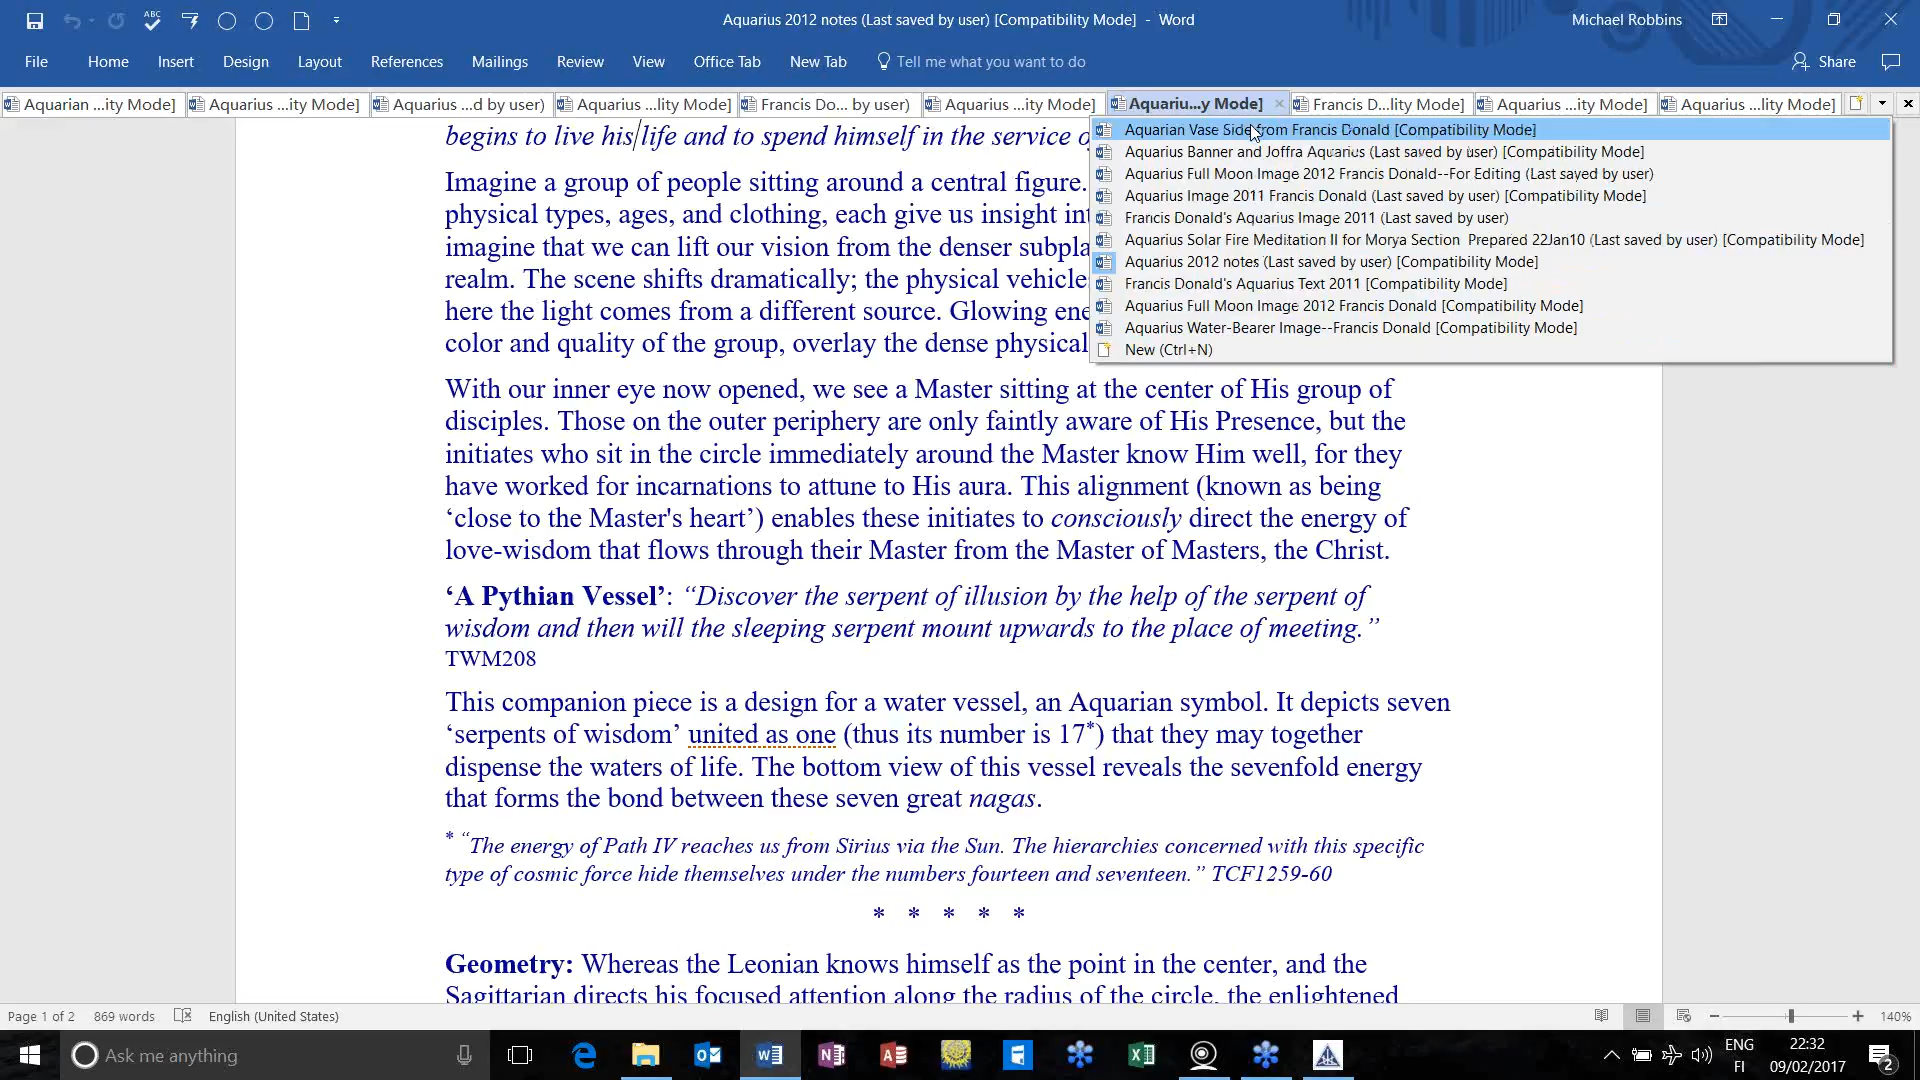 ABC
Aquarius 2012 notes (Last saved by user) [Compatibility Mode] - Word
Michael Robbins
File Home Insert Design Layout References Mailings Review View Office Tab New Tab Tell me what you want to do Share
Aquarian ...ity Mode] Aquarius ...ity Mode] Aquarius ...d by user) Aquarius ...lity Mode] Francis Do... by user) Aquarius ...ity Mode] Aquariu...y Mode] Francis D...lity Mode] Aquarius ...ity Mode] Aquarius ...lity Mode]
Aquarian Vase Side from Francis Donald [Compatibility Mode]
Aquarius Banner and Joffra Aquarius (Last saved by user) [Compatibility Mode]
Aquarius Full Moon Image 2012 Francis Donald--For Editing (Last saved by user)
Aquarius Image 2011 Francis Donald (Last saved by user) [Compatibility Mode]
Francis Donald's Aquarius Image 2011 (Last saved by user)
Aquarius Solar Fire Meditation II for Morya Section Prepared 22Jan10 (Last saved by user) [Compatibility Mode]
Aquarius 2012 notes (Last saved by user) [Compatibility Mode]
Francis Donald's Aquarius Text 2011 [Compatibility Mode]
Aquarius Full Moon Image 2012 Francis Donald [Compatibility Mode]
Aquarius Water-Bearer Image--Francis Donald [Compatibility Mode]
New (Ctrl+N)
begins to live his life and to spend himself in the service o
Imagine a group of people sitting around a central figure.
physical types, ages, and clothing, each give us insight int
imagine that we can lift our vision from the denser subpla
realm. The scene shifts dramatically; the physical vehicles
here the light comes from a different source. Glowing ene
color and quality of the group, overlay the dense physical
With our inner eye now opened, we see a Master sitting at the center of His group of
disciples. Those on the outer periphery are only faintly aware of His Presence, but the
initiates who sit in the circle immediately around the Master know Him well, for they
have worked for incarnations to attune to His aura. This alignment (known as being
‘close to the Master's heart’) enables these initiates to consciously direct the energy of
love-wisdom that flows through their Master from the Master of Masters, the Christ.
‘A Pythian Vessel’: “Discover the serpent of illusion by the help of the serpent of
wisdom and then will the sleeping serpent mount upwards to the place of meeting.”
TWM208
This companion piece is a design for a water vessel, an Aquarian symbol. It depicts seven
‘serpents of wisdom’ united as one (thus its number is 17*) that they may together
dispense the waters of life. The bottom view of this vessel reveals the sevenfold energy
that forms the bond between these seven great nagas.
* “The energy of Path IV reaches us from Sirius via the Sun. The hierarchies concerned with this specific
type of cosmic force hide themselves under the numbers fourteen and seventeen.” TCF1259-60
* * * * *
Geometry: Whereas the Leonian knows himself as the point in the center, and the
Sagittarian directs his focused attention along the radius of the circle, the enlightened
Page 1 of 2 869 words English (United States) 140%
Ask me anything
ENG
FI
22:32
09/02/2017
2